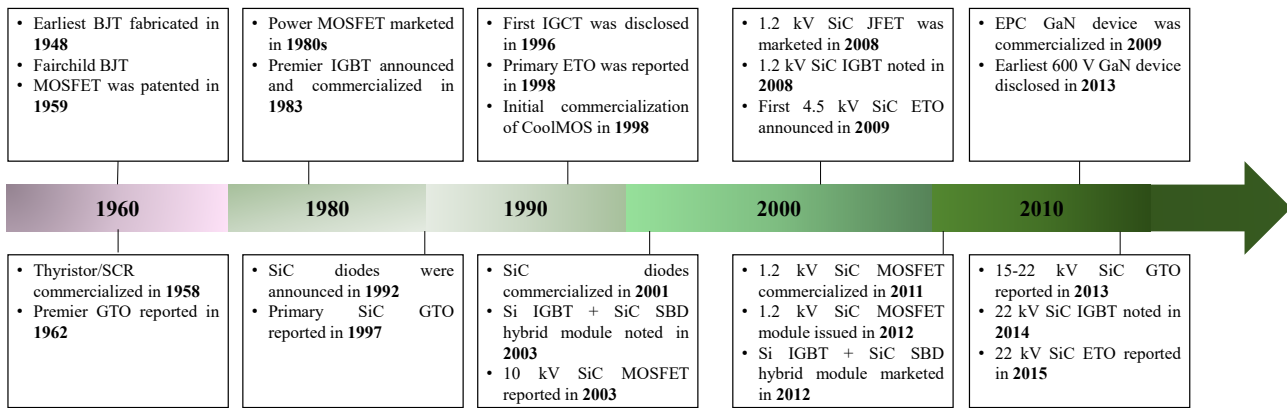 • Earliest BJT fabricated in
1948
• Fairchild BJT
• MOSFET was patented in
1959
• Power MOSFET marketed
in 1980s
• Premier IGBT announced
and commercialized in
1983
• First IGCT was disclosed
in 1996
• Primary ETO was reported
in 1998
• Initial commercialization
of CoolMOS in 1998
• 1.2 kV SiC JFET was
marketed in 2008
• 1.2 kV SiC IGBT noted in
2008
• First 4.5 kV SiC ETO
announced in 2009
• EPC GaN device was
commercialized in 2009
• Earliest 600 V GaN device
disclosed in 2013
1960
1980
1990
2000
2010
• Thyristor/SCR
commercialized in 1958
• Premier GTO reported in
1962
• SiC diodes were
announced in 1992
• Primary SiC GTO
reported in 1997
• SiC diodes
commercialized in 2001
• Si IGBT + SiC SBD
hybrid module noted in
2003
• 10 kV SiC MOSFET
reported in 2003
• 1.2 kV SiC MOSFET
commercialized in 2011
• 1.2 kV SiC MOSFET
module issued in 2012
• Si IGBT + SiC SBD
hybrid module marketed
in 2012
• 15-22 kV SiC GTO
reported in 2013
• 22 kV SiC IGBT noted in
2014
• 22 kV SiC ETO reported
in 2015